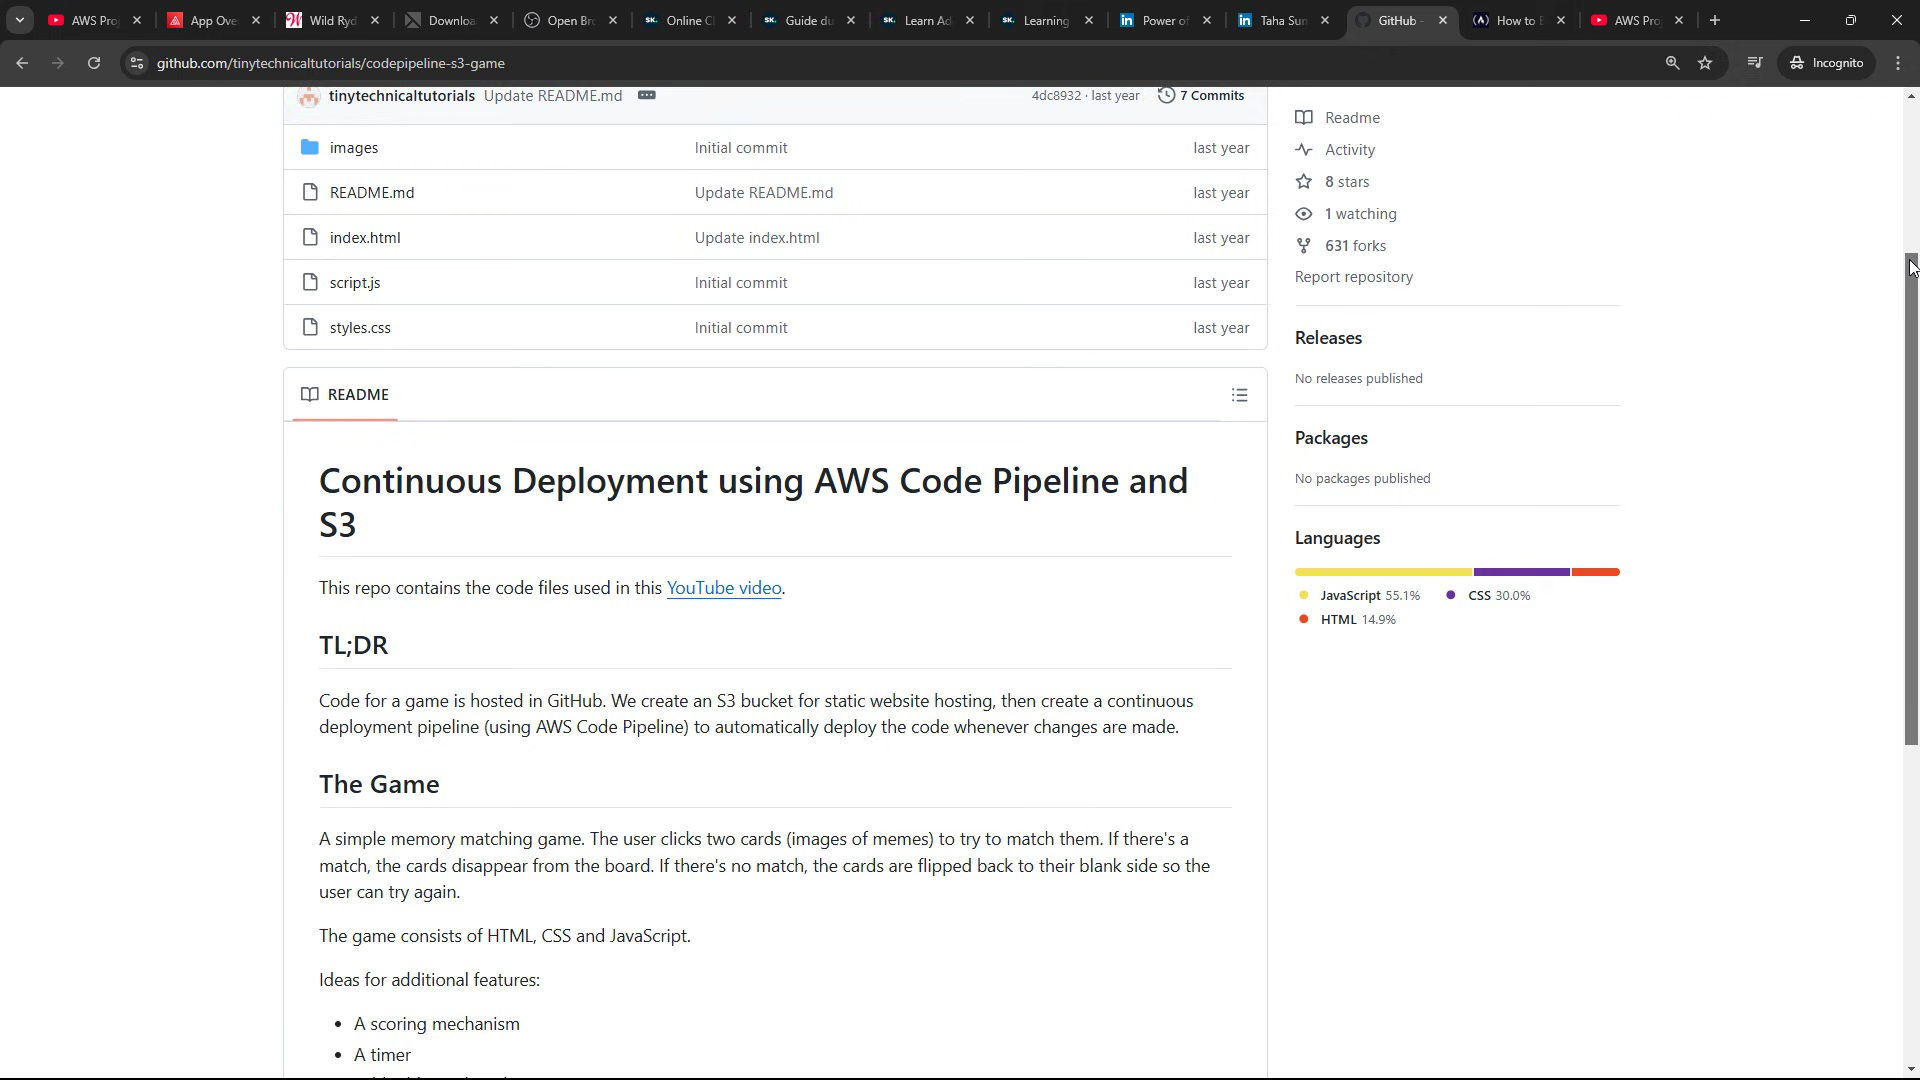 AWS Proj
App Ove
Wild Ryd
Downloa
Open Br
Online C
Guide du
Learn Ad
Learning
Power of
Taha Sun
GitHub -
How to B
AWS Pro
github.com/tinytechnicaltutorials/codepipeline-s3-game
Incognito
tinytechnicaltutorials Update README.md 4dc8932 · last year 7 Commits
images Initial commit last year
README.md Update README.md last year
index.html Update index.html last year
script.js Initial commit last year
styles.css Initial commit last year
README
Continuous Deployment using AWS Code Pipeline and
S3
This repo contains the code files used in this YouTube video.
TL;DR
Code for a game is hosted in GitHub. We create an S3 bucket for static website hosting, then create a continuous
deployment pipeline (using AWS Code Pipeline) to automatically deploy the code whenever changes are made.
The Game
A simple memory matching game. The user clicks two cards (images of memes) to try to match them. If there's a
match, the cards disappear from the board. If there's no match, the cards are flipped back to their blank side so the
user can try again.
The game consists of HTML, CSS and JavaScript.
Ideas for additional features:
• A scoring mechanism
• A timer
Readme
Activity
8 stars
1 watching
631 forks
Report repository
Releases
No releases published
Packages
No packages published
Languages
JavaScript 55.1% CSS 30.0%
HTML 14.9%